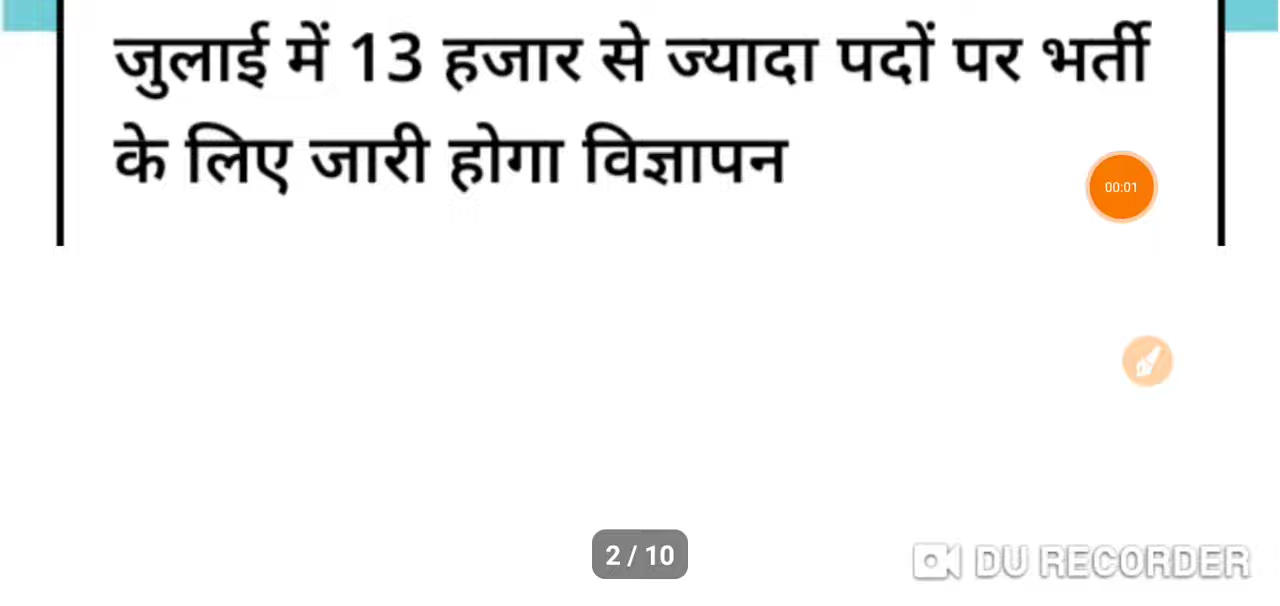 जुलाई में 13 हजार से ज्यादा पदों पर भर्ती
के लिए जारी होगा विज्ञापन
00:01
2 / 10
DU RECORDER